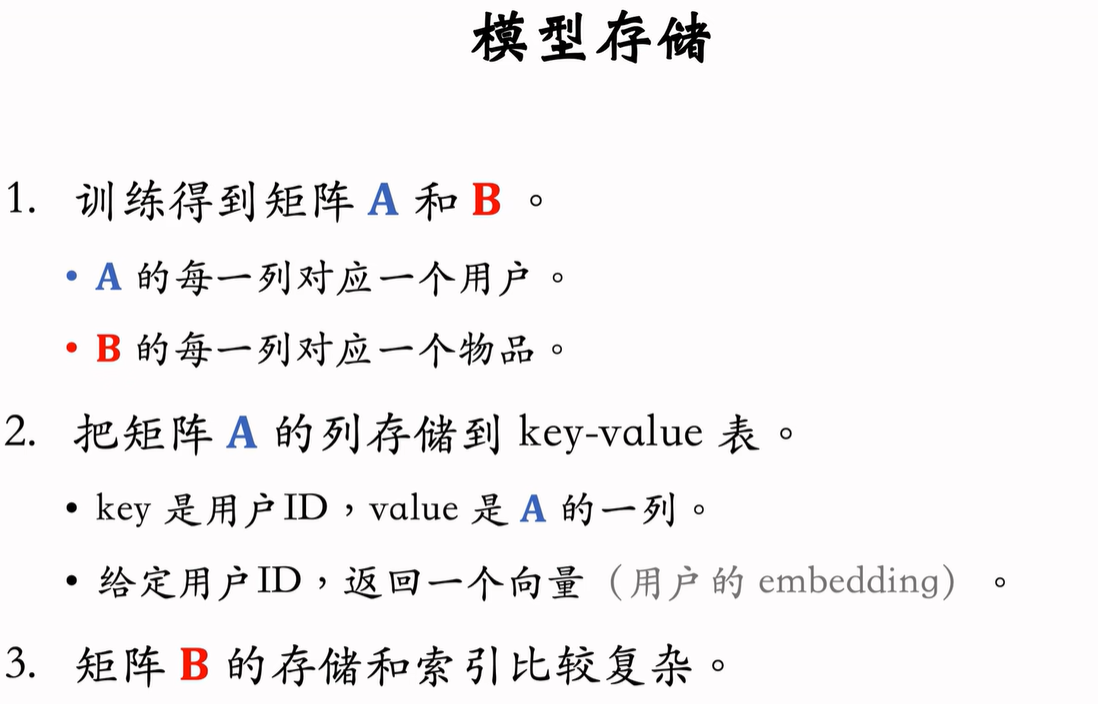 模型存储
1. 训练得到矩阵 A 和 B 。
• A 的每一列对应一个用户。
• B 的每一列对应一个物品。
2. 把矩阵 A 的列存储到 key-value 表。
• key 是用户ID，value 是 A 的一列。
• 给定用户ID，返回一个向量（用户的 embedding）。
3. 矩阵 B 的存储和索引比较复杂。